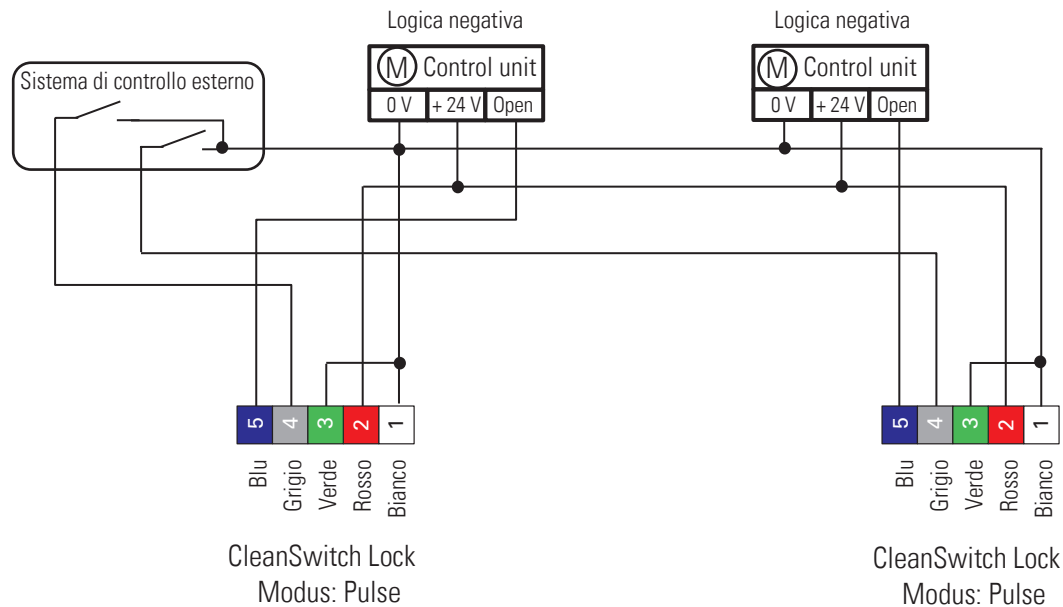 Logica negativa
Logica negativa
Sistema di controllo esterno
M Control unit
0 V + 24 V Open
M Control unit
0 V + 24 V Open
5 4 3 2 1
Blu
Grigio
Verde
Rosso
Bianco
CleanSwitch Lock
Modus: Pulse
5 4 3 2 1
Blu
Grigio
Verde
Rosso
Bianco
CleanSwitch Lock
Modus: Pulse